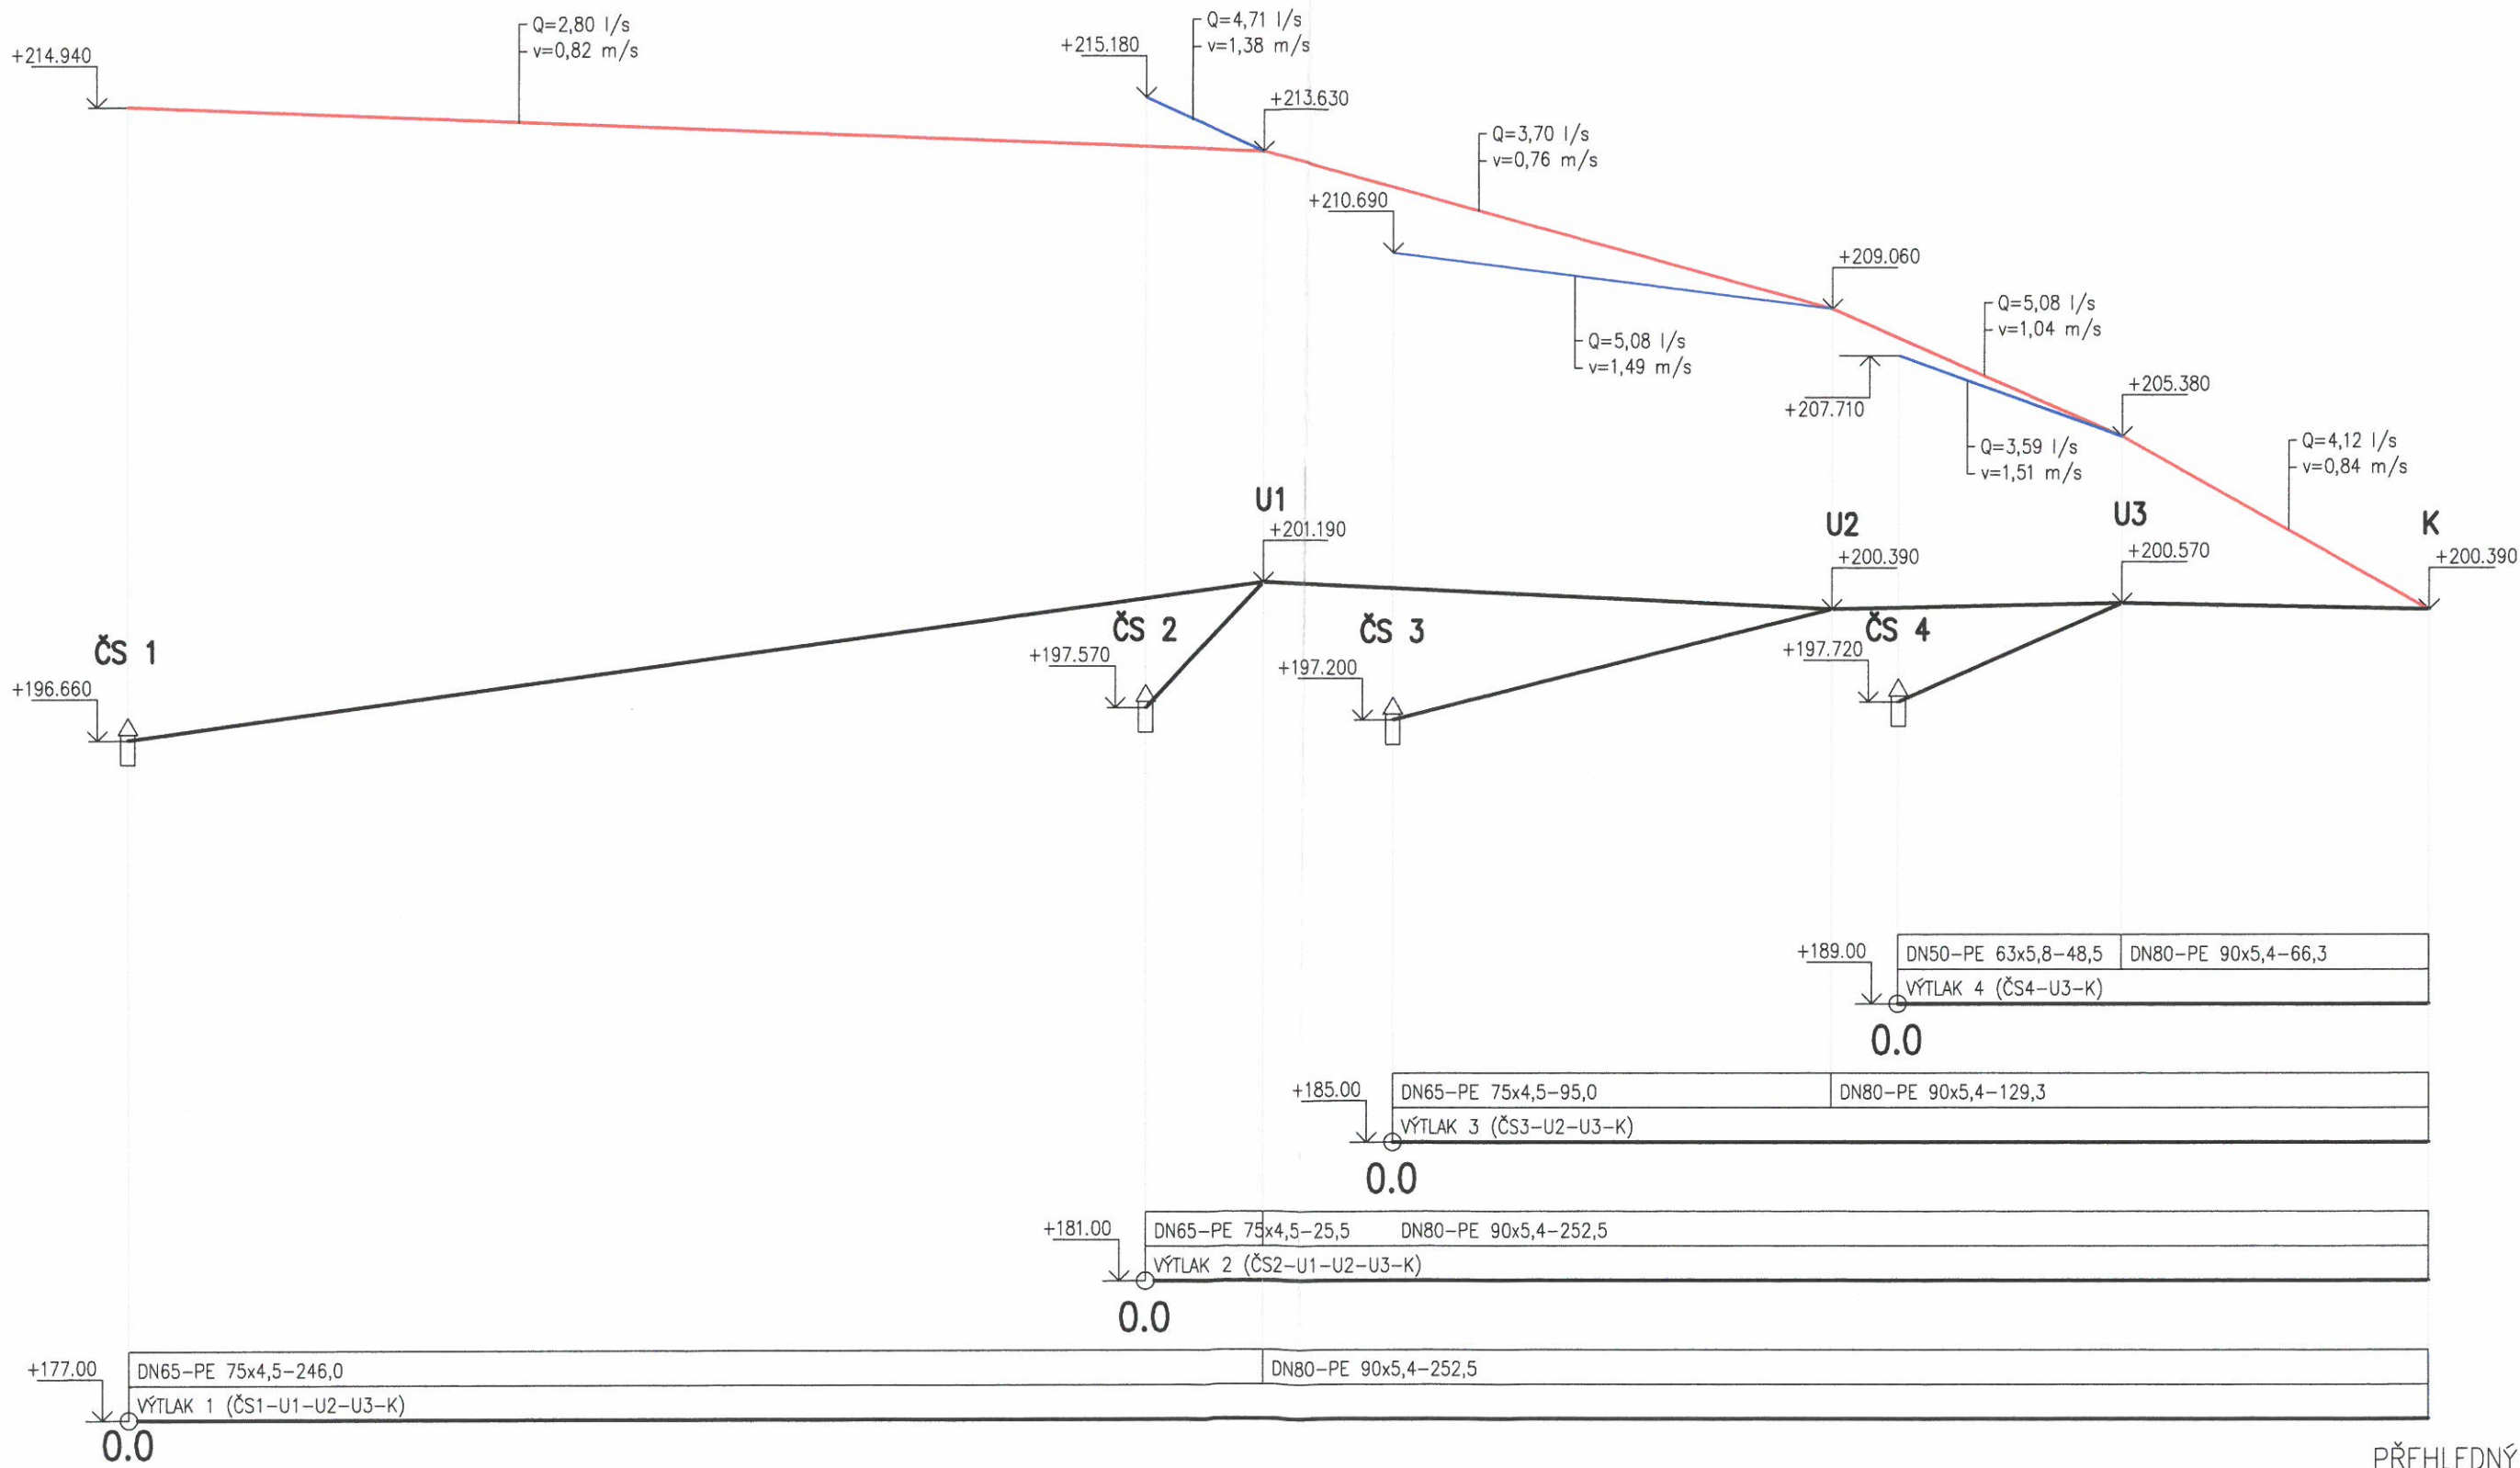 Q=2,80 l/s
v=0,82 m/s
+214.940
Q=4,71 l/s
v=1,38 m/s
+215.180
+213.630
Q=3,70 l/s
v=0,76 m/s
+210.690
+209.060
Q=5,08 l/s
v=1,04 m/s
Q=5,08 l/s
v=1,49 m/s
+207.710
+205.380
Q=3,59 l/s
v=1,51 m/s
Q=4,12 l/s
v=0,84 m/s
U1
+201.190
U2
+200.390
U3
+200.570
K
+200.390
ČS 1
+196.660
ČS 2
+197.570
ČS 3
+197.200
ČS 4
+197.720
+189.00
DN50-PE 63x5,8-48,5
DN80-PE 90x5,4-66,3
VÝTLAK 4 (ČS4-U3-K)
0.0
+185.00
DN65-PE 75x4,5-95,0
DN80-PE 90x5,4-129,3
VÝTLAK 3 (ČS3-U2-U3-K)
0.0
+181.00
DN65-PE 75x4,5-25,5
DN80-PE 90x5,4-252,5
VÝTLAK 2 (ČS2-U1-U2-U3-K)
0.0
+177.00
DN65-PE 75x4,5-246,0
DN80-PE 90x5,4-252,5
VÝTLAK 1 (ČS1-U1-U2-U3-K)
0.0
PŘEHLEDNÝ